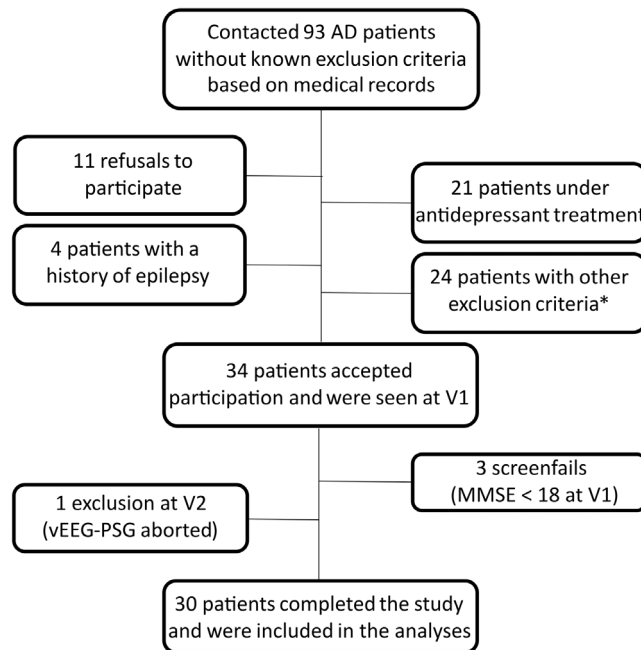 Contacted 93 AD patients
without known exclusion criteria
based on medical records
11 refusals to
participate
21 patients under
antidepressant treatment
4 patients with a
history of epilepsy
24 patients with other
exclusion criteria*
34 patients accepted
participation and were seen at V1
3 screenfails
(MMSE < 18 at V1)
1 exclusion at V2
(vEEG-PSG aborted)
30 patients completed the study
and were included in the analyses